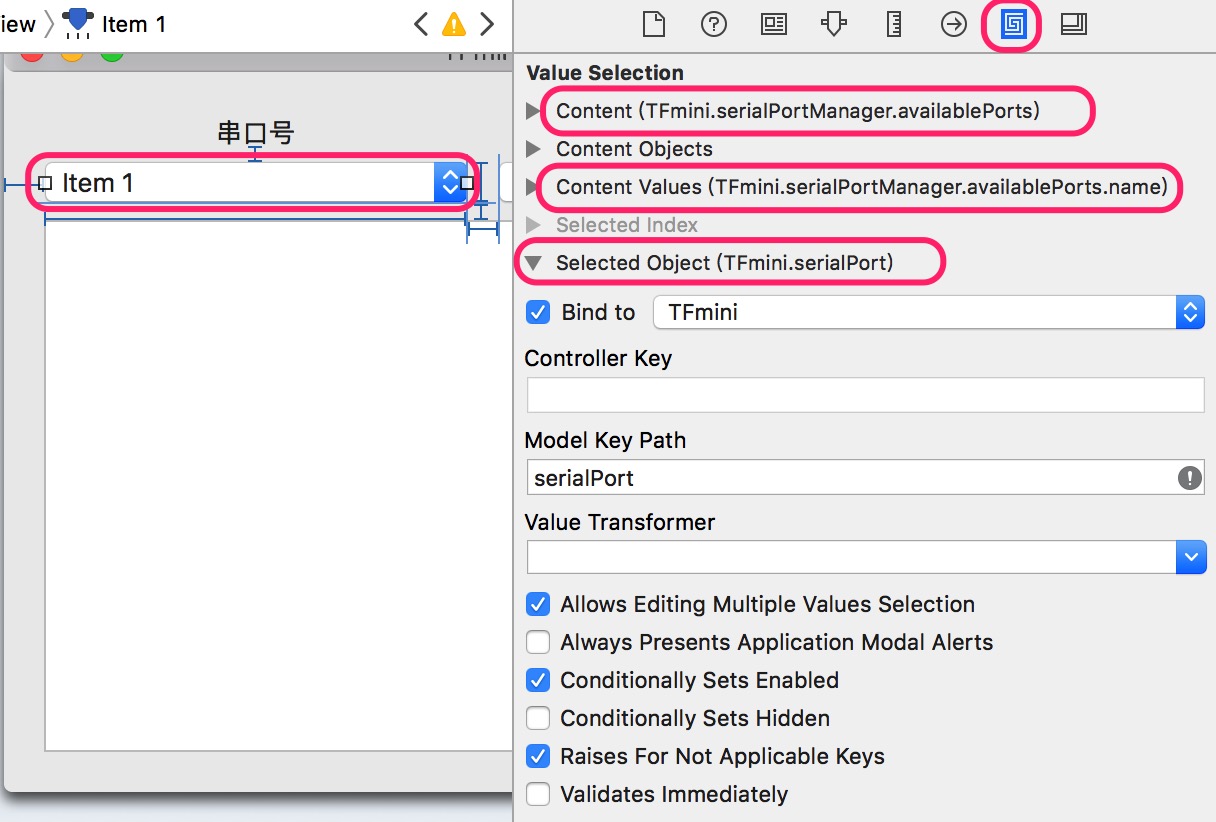 iew
Item 1
串口号
Item 1
Value Selection
Content (TFmini.serialPortManager.availablePorts)
Content Objects
Content Values (TFmini.serialPortManager.availablePorts.name)
Selected Index
Selected Object (TFmini.serialPort)
Bind to
TFmini
Controller Key
Model Key Path
serialPort
Value Transformer
Allows Editing Multiple Values Selection
Always Presents Application Modal Alerts
Conditionally Sets Enabled
Conditionally Sets Hidden
Raises For Not Applicable Keys
Validates Immediately